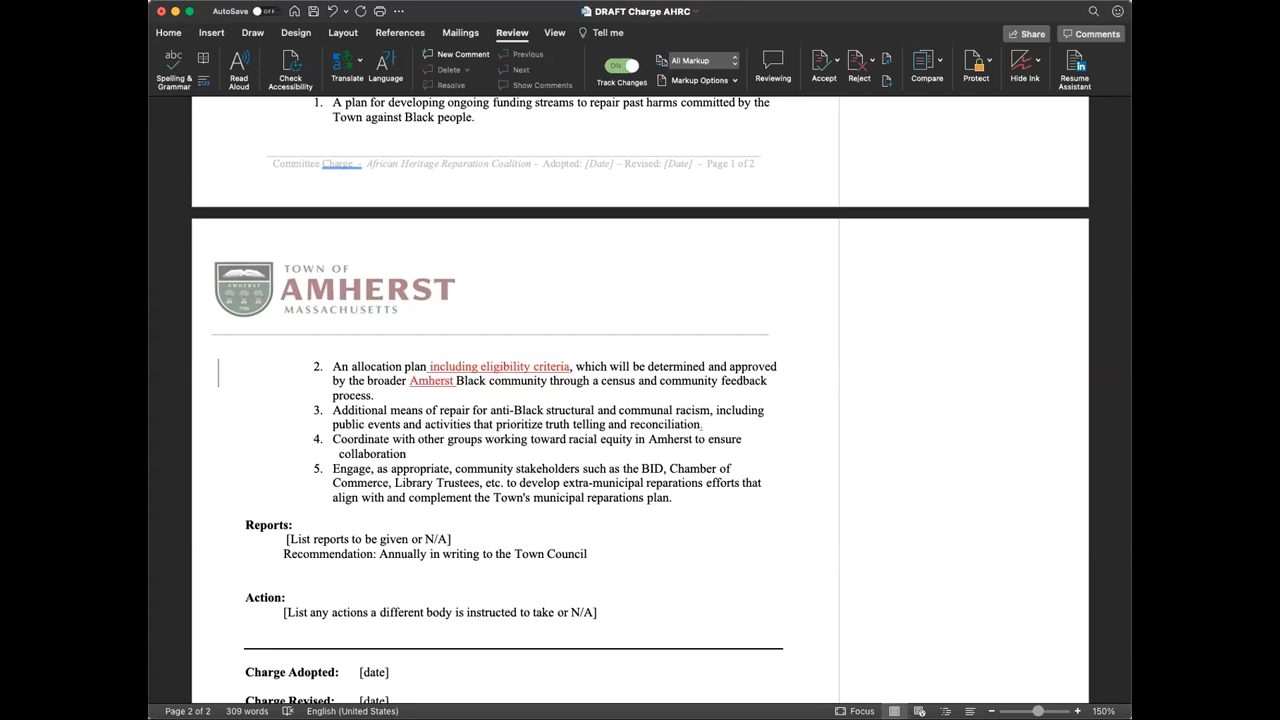 AutoSave OFF DRAFT Charge AHRC
Home Insert Draw Design Layout References Mailings Review View Tell me Share Comments
abc Spelling & Grammar Read Aloud Check Accessibility Translate Language New Comment Delete Resolve Previous Next Show Comments ON Track Changes All Markup Markup Options Reviewing Accept Reject Compare Protect Hide Ink Resume Assistant
1. A plan for developing ongoing funding streams to repair past harms committed by the
Town against Black people.
Committee Charge - African Heritage Reparation Coalition - Adopted: [Date] – Revised: [Date] - Page 1 of 2
TOWN OF
AMHERST
MASSACHUSETTS
2. An allocation plan including eligibility criteria, which will be determined and approved
by the broader Amherst Black community through a census and community feedback
process.
3. Additional means of repair for anti-Black structural and communal racism, including
public events and activities that prioritize truth telling and reconciliation.
4. Coordinate with other groups working toward racial equity in Amherst to ensure
collaboration
5. Engage, as appropriate, community stakeholders such as the BID, Chamber of
Commerce, Library Trustees, etc. to develop extra-municipal reparations efforts that
align with and complement the Town's municipal reparations plan.
Reports:
[List reports to be given or N/A]
Recommendation: Annually in writing to the Town Council
Action:
[List any actions a different body is instructed to take or N/A]
Charge Adopted: [date]
Charge Revised: [date]
Page 2 of 2 309 words English (United States) Focus 150%